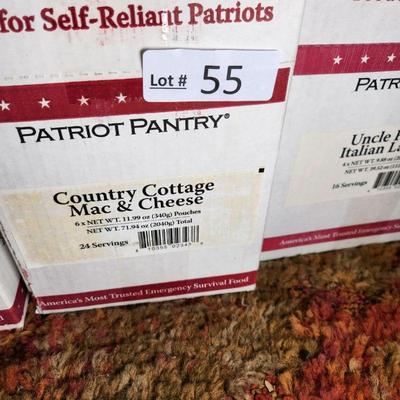 for Self-Reliant Patriots
Lot # 55
PATRIOT PANTRY®
Country Cottage
Mac & Cheese
6 x NET WT. 11.99 oz (340g) Pouches
NET WT. 71.94 oz (2040g) Total
24 Servings
America's Most Trusted Emergency Survival Food
PATR
Uncle
Italian La
16 Servings
America's Most Trusted Emergency